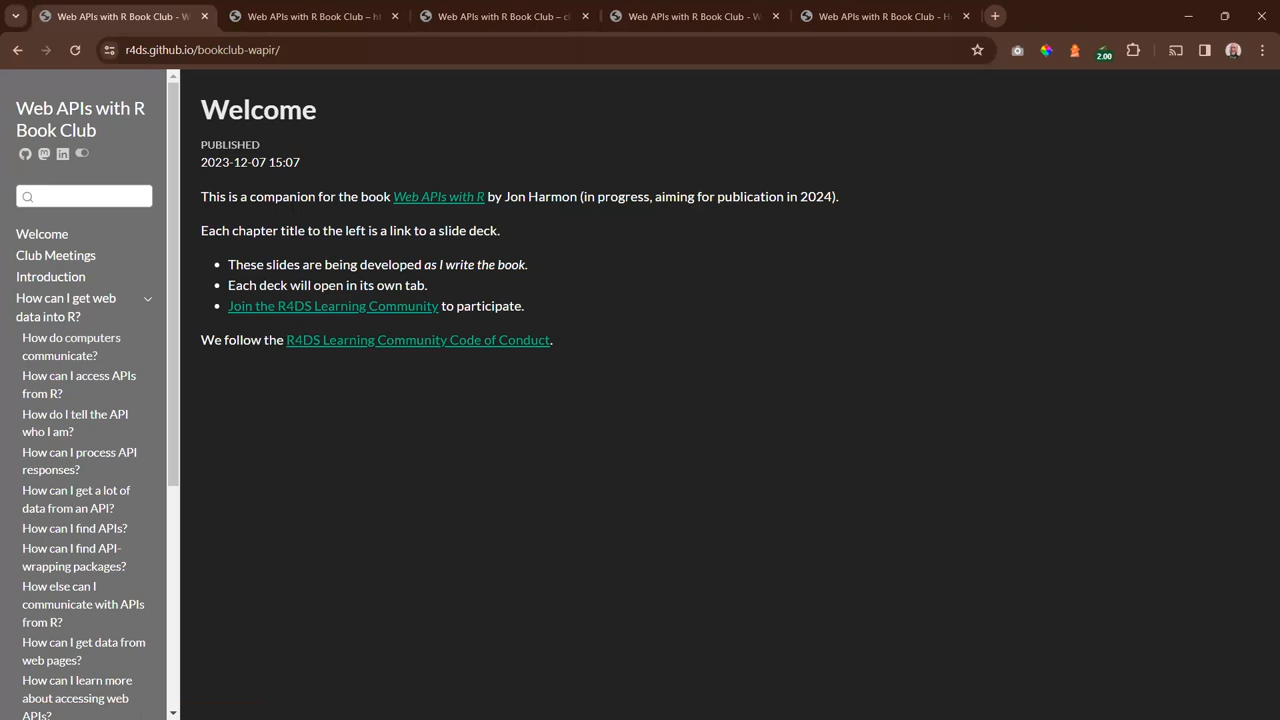 Web APIs with R Book Club - W
Web APIs with R Book Club – ht
Web APIs with R Book Club – cl
Web APIs with R Book Club - W
Web APIs with R Book Club - H
r4ds.github.io/bookclub-wapir/
2.00
Web APIs with R
Book Club
Welcome
Club Meetings
Introduction
How can I get web
data into R?
How do computers
communicate?
How can I access APIs
from R?
How do I tell the API
who I am?
How can I process API
responses?
How can I get a lot of
data from an API?
How can I find APIs?
How can I find API-
wrapping packages?
How else can I
communicate with APIs
from R?
How can I get data from
web pages?
How can I learn more
about accessing web
APIs?
Welcome
PUBLISHED
2023-12-07 15:07
This is a companion for the book Web APIs with R by Jon Harmon (in progress, aiming for publication in 2024).
Each chapter title to the left is a link to a slide deck.
• These slides are being developed as I write the book.
• Each deck will open in its own tab.
• Join the R4DS Learning Community to participate.
We follow the R4DS Learning Community Code of Conduct.